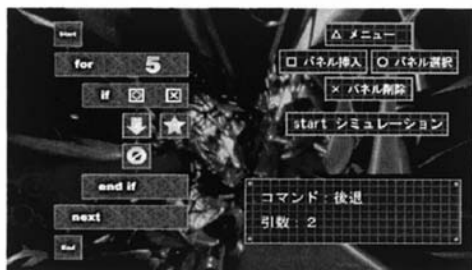 Start
for 5
if
end if
next
End
△ メニュー
□ パネル挿入 ○ パネル選択
× パネル削除
start シミュレーション
コマンド：後退
引数：2